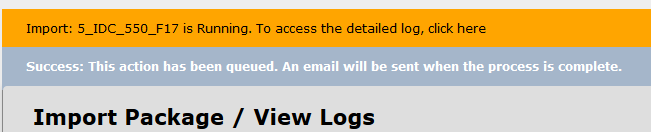 Import: 5_IDC_550_F17 is Running. To access the detailed log, click here
Success: This action has been queued. An email will be sent when the process is complete.
Import Package / View Logs